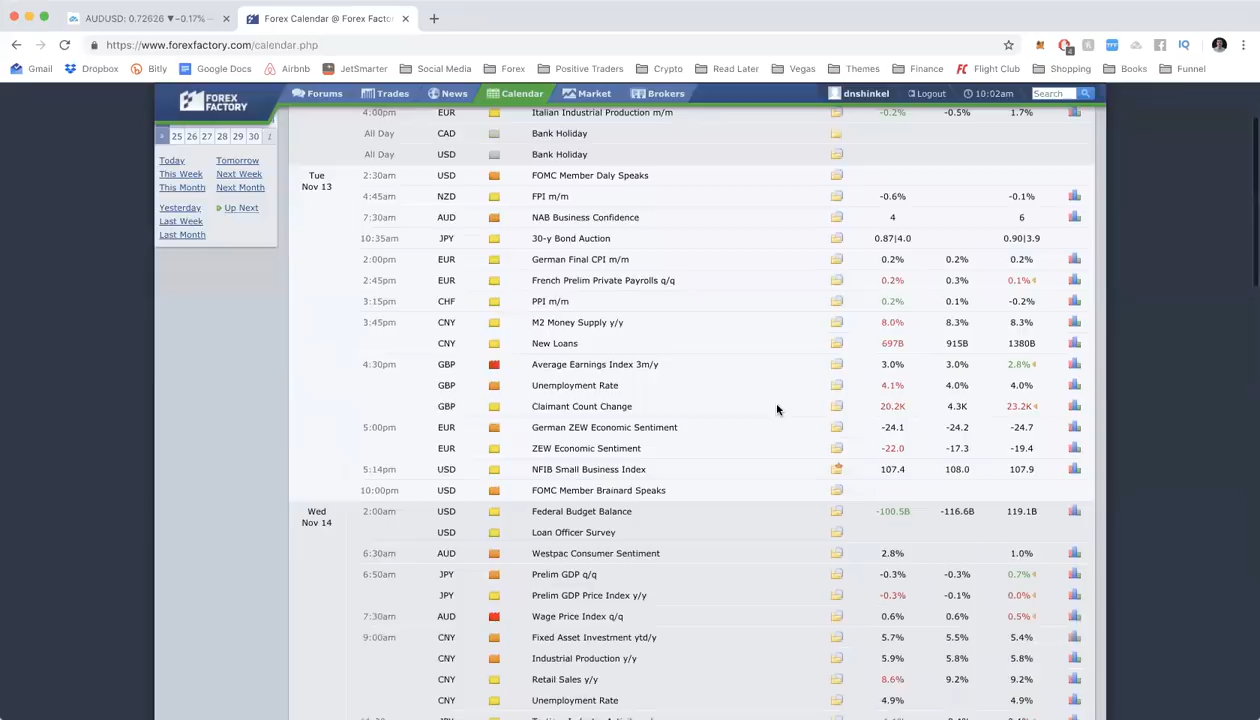 AUDUSD: 0.72626 ▼−0.17%
Forex Calendar @ Forex Facto
https://www.forexfactory.com/calendar.php
Gmail Dropbox Bitly Google Docs Airbnb JetSmarter Social Media Forex Positive Traders Crypto Read Later Vegas Themes Finance Flight Club Shopping Books Funnel
FOREX FACTORY
Forums Trades News Calendar Market Brokers dnshinkel Logout 10:02am Search
» 25 26 27 28 29 30 1
Today Tomorrow
This Week Next Week
This Month Next Month
Yesterday Up Next
Last Week
Last Month
4:00pm EUR Italian Industrial Production m/m -0.2% -0.5% 1.7%
All Day CAD Bank Holiday
All Day USD Bank Holiday
Tue Nov 13 2:30am USD FOMC Member Daly Speaks
4:45am NZD FPI m/m -0.6% -0.1%
7:30am AUD NAB Business Confidence 4 6
10:35am JPY 30-y Bond Auction 0.87|4.0 0.90|3.9
2:00pm EUR German Final CPI m/m 0.2% 0.2% 0.2%
2:45pm EUR French Prelim Private Payrolls q/q 0.2% 0.3% 0.1%
3:15pm CHF PPI m/m 0.2% 0.1% -0.2%
3:45pm CNY M2 Money Supply y/y 8.0% 8.3% 8.3%
CNY New Loans 697B 915B 1380B
4:30pm GBP Average Earnings Index 3m/y 3.0% 3.0% 2.8%
GBP Unemployment Rate 4.1% 4.0% 4.0%
GBP Claimant Count Change 20.2K 4.3K 23.2K
5:00pm EUR German ZEW Economic Sentiment -24.1 -24.2 -24.7
EUR ZEW Economic Sentiment -22.0 -17.3 -19.4
5:14pm USD NFIB Small Business Index 107.4 108.0 107.9
10:00pm USD FOMC Member Brainard Speaks
Wed Nov 14 2:00am USD Federal Budget Balance -100.5B -116.6B 119.1B
USD Loan Officer Survey
6:30am AUD Westpac Consumer Sentiment 2.8% 1.0%
6:50am JPY Prelim GDP q/q -0.3% -0.3% 0.7%
JPY Prelim GDP Price Index y/y -0.3% -0.1% 0.0%
7:30am AUD Wage Price Index q/q 0.6% 0.6% 0.5%
9:00am CNY Fixed Asset Investment ytd/y 5.7% 5.5% 5.4%
CNY Industrial Production y/y 5.9% 5.8% 5.8%
CNY Retail Sales y/y 8.6% 9.2% 9.2%
CNY Unemployment Rate 4.9% 4.9%